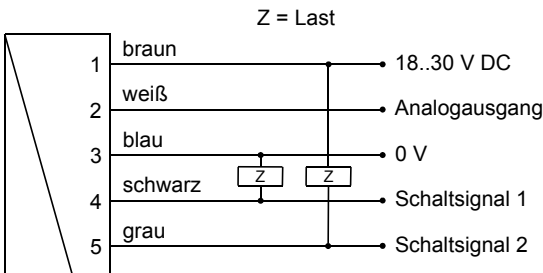 Z = Last
1 braun 18..30 V DC
2 weiß Analogausgang
3 blau 0 V
Z Z
4 schwarz Schaltsignal 1
5 grau Schaltsignal 2